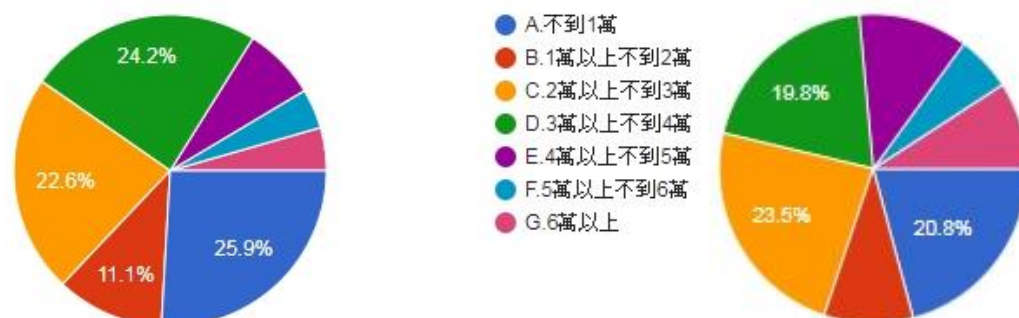 24.2%
22.6%
11.1%
25.9%
A.不到1萬
B.1萬以上不到2萬
C.2萬以上不到3萬
D.3萬以上不到4萬
E.4萬以上不到5萬
F.5萬以上不到6萬
G.6萬以上
19.8%
23.5%
20.8%